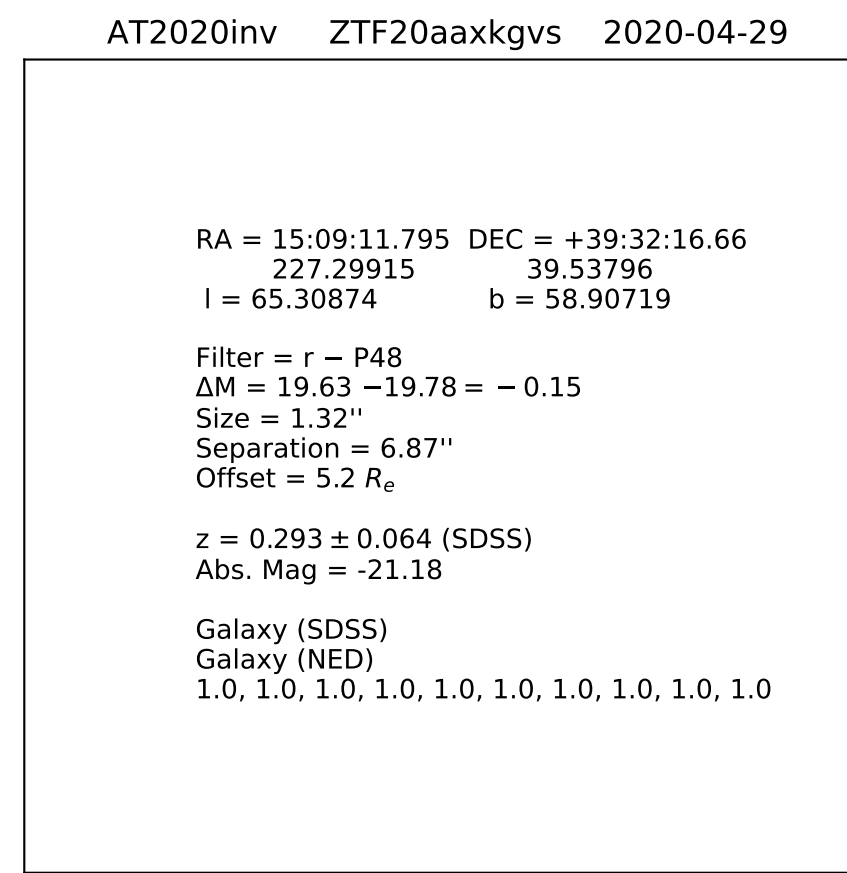 AT2020inv ZTF20aaxkgvs 2020-04-29
RA = 15:09:11.795 DEC = +39:32:16.66
227.29915 39.53796
l = 65.30874 b = 58.90719
Filter = r − P48
ΔM = 19.63 −19.78 = − 0.15
Size = 1.32''
Separation = 6.87''
Offset = 5.2 Rₑ
z = 0.293 ± 0.064 (SDSS)
Abs. Mag = -21.18
Galaxy (SDSS)
Galaxy (NED)
1.0, 1.0, 1.0, 1.0, 1.0, 1.0, 1.0, 1.0, 1.0, 1.0